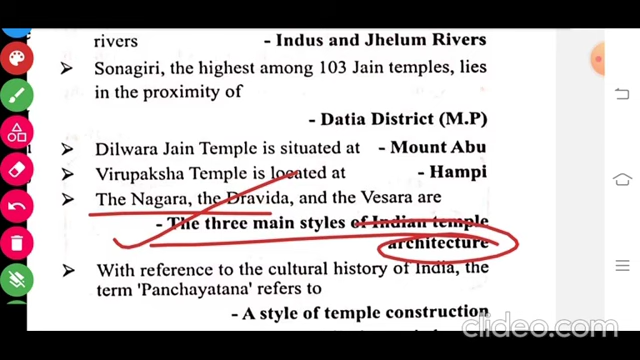 rivers - Indus and Jhelum Rivers
➤ Sonagiri, the highest among 103 Jain temples, lies
in the proximity of
- Datia District (M.P)
➤ Dilwara Jain Temple is situated at - Mount Abu
➤ Virupaksha Temple is located at - Hampi
➤ The Nagara, the Dravida, and the Vesara are
- The three main styles of Indian temple
architecture
➤ With reference to the cultural history of India, the
term 'Panchayatana' refers to
- A style of temple construction
clideo.com